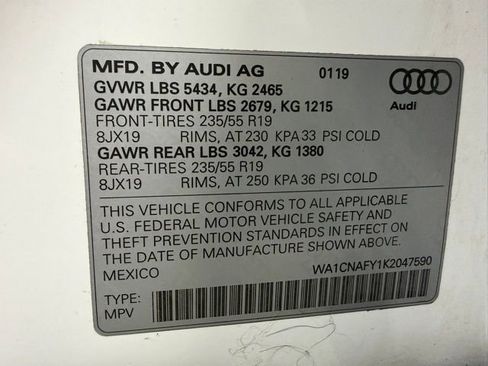 MFD. BY AUDI AG 0119
GVWR LBS 5434, KG 2465
GAWR FRONT LBS 2679, KG 1215
FRONT-TIRES 235/55 R19
8JX19 RIMS, AT 230 KPA 33 PSI COLD
GAWR REAR LBS 3042, KG 1380
REAR-TIRES 235/55 R19
8JX19 RIMS, AT 250 KPA 36 PSI COLD
Audi
THIS VEHICLE CONFORMS TO ALL APPLICABLE
U.S. FEDERAL MOTOR VEHICLE SAFETY AND
THEFT PREVENTION STANDARDS IN EFFECT ON
THE DATE OF MANUFACTURE SHOWN ABOVE.
MEXICO WA1CNAFY1K2047590
TYPE:
MPV